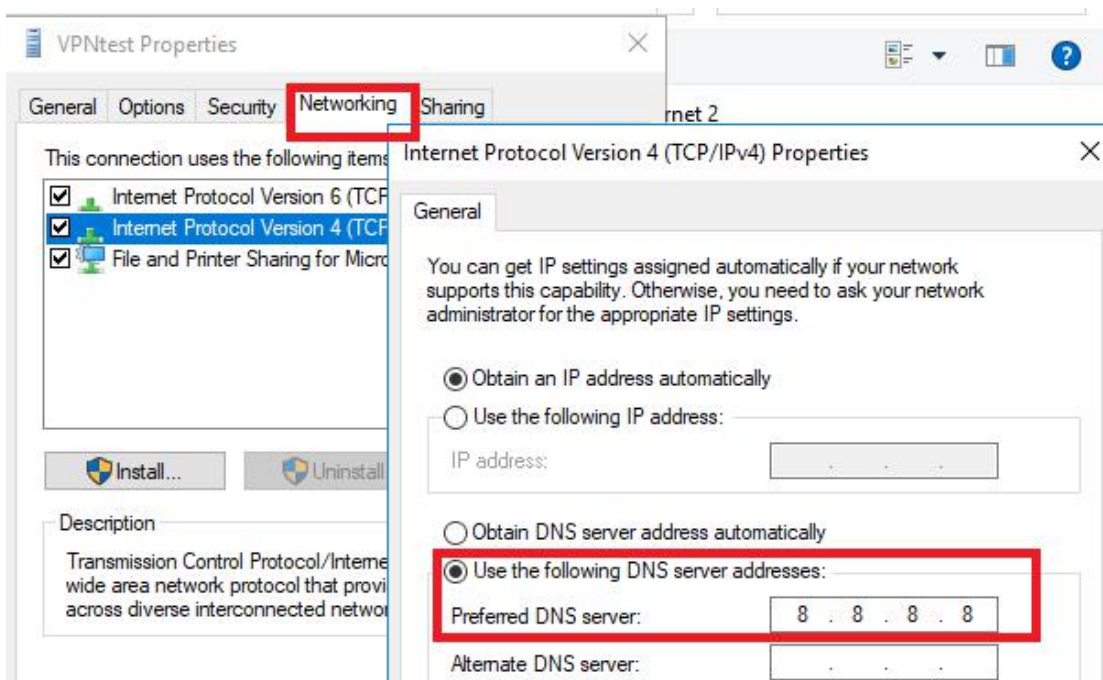 VPNtest Properties
General Options Security Networking Sharing
rnet 2
This connection uses the following items
Internet Protocol Version 6 (TCP
Internet Protocol Version 4 (TCP
File and Printer Sharing for Micro
Install... Uninstall
Description
Transmission Control Protocol/Interne
wide area network protocol that provi
across diverse interconnected networ
Internet Protocol Version 4 (TCP/IPv4) Properties
General
You can get IP settings assigned automatically if your network
supports this capability. Otherwise, you need to ask your network
administrator for the appropriate IP settings.
Obtain an IP address automatically
Use the following IP address:
IP address: . . .
Obtain DNS server address automatically
Use the following DNS server addresses:
Preferred DNS server: 8 . 8 . 8 . 8
Alternate DNS server: . . .